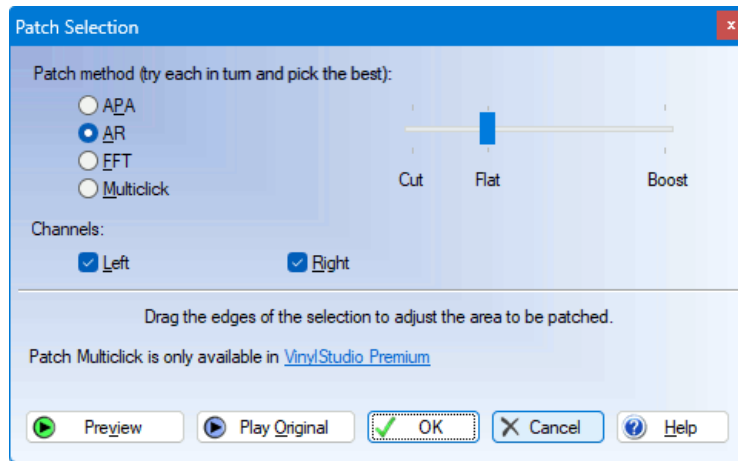 Patch Selection
x
Patch method (try each in turn and pick the best):
APA
AR
FFT
Multiclick
Cut Flat Boost
Channels:
Left Right
Drag the edges of the selection to adjust the area to be patched.
Patch Multiclick is only available in VinylStudio Premium
Preview Play Original OK Cancel Help